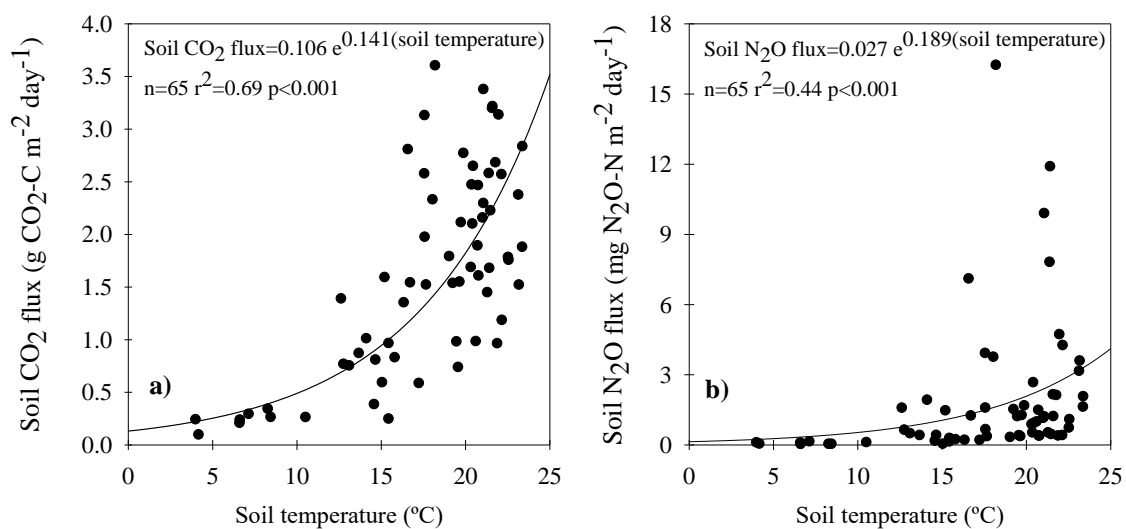 4.0
3.5
3.0
2.5
2.0
1.5
1.0
0.5
0.0
Soil CO2 flux (g CO2-C m-2 day-1)
Soil CO2 flux=0.106 e0.141(soil temperature)
n=65 r2=0.69 p<0.001
a)
0 5 10 15 20 25
Soil temperature (ºC)
18
15
12
9
6
3
0
Soil N2O flux (mg N2O-N m-2 day-1)
Soil N2O flux=0.027 e0.189(soil temperature)
n=65 r2=0.44 p<0.001
b)
0 5 10 15 20 25
Soil temperature (ºC)